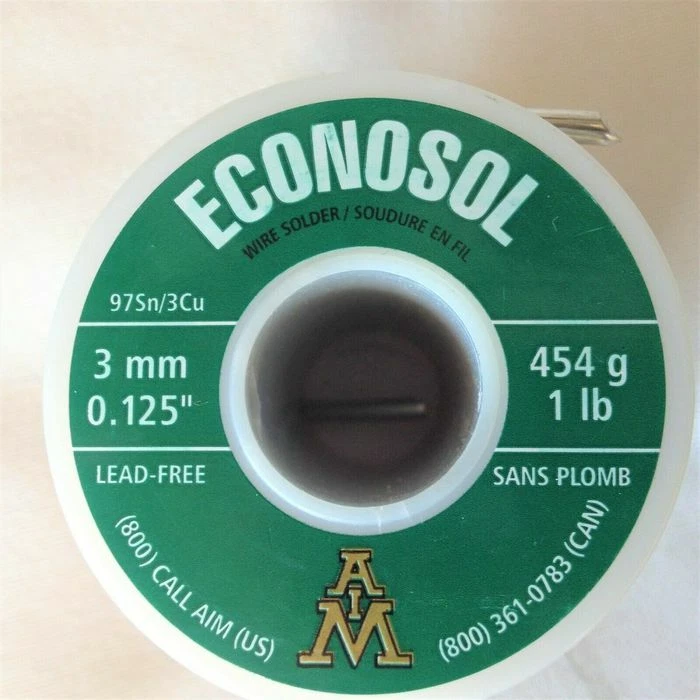 ECONOSOL
WIRE SOLDER / SOUDURE EN FIL
97Sn/3Cu
3 mm
0.125"
454 g
1 lb
LEAD-FREE
SANS PLOMB
(800) CALL AIM (US)
AIM
(800) 361-0783 (CAN)